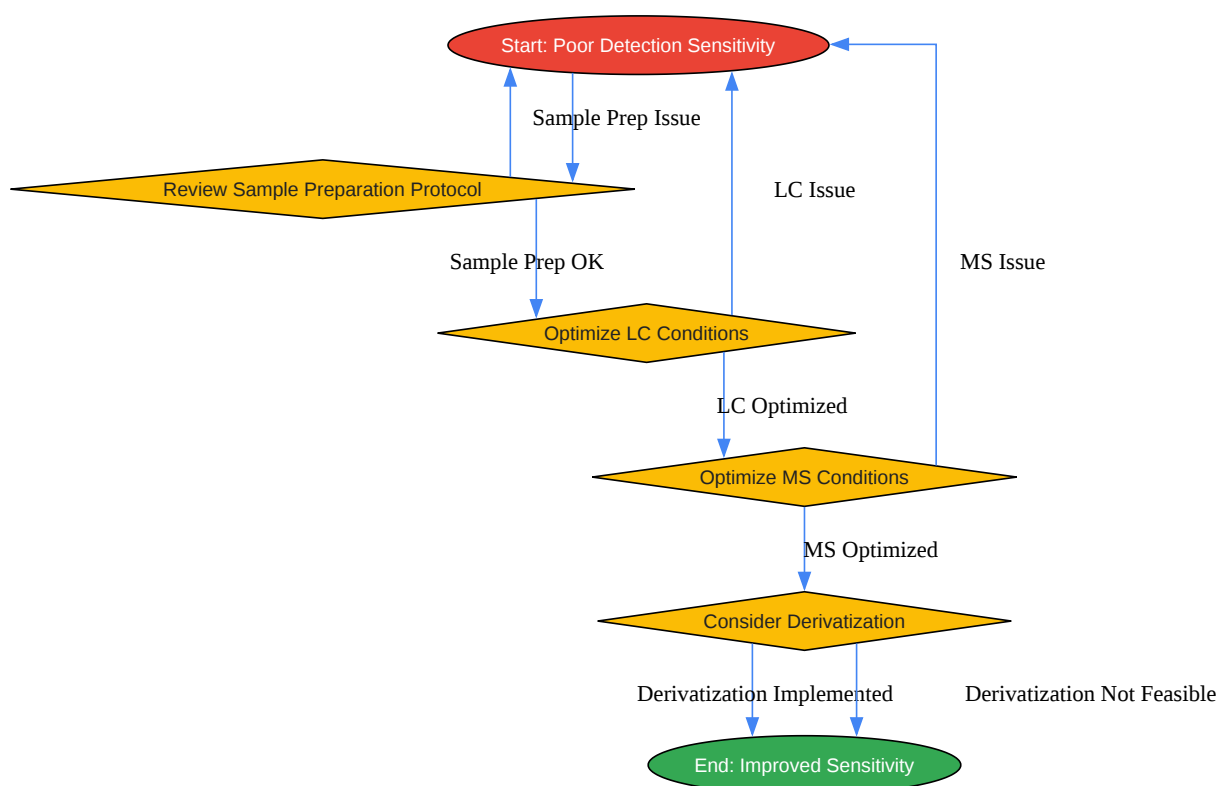 Start: Poor Detection Sensitivity
Sample Prep Issue
Review Sample Preparation Protocol
LC Issue
Sample Prep OK
MS Issue
Optimize LC Conditions
LC Optimized
Optimize MS Conditions
MS Optimized
Consider Derivatization
Derivatization Implemented
Derivatization Not Feasible
End: Improved Sensitivity